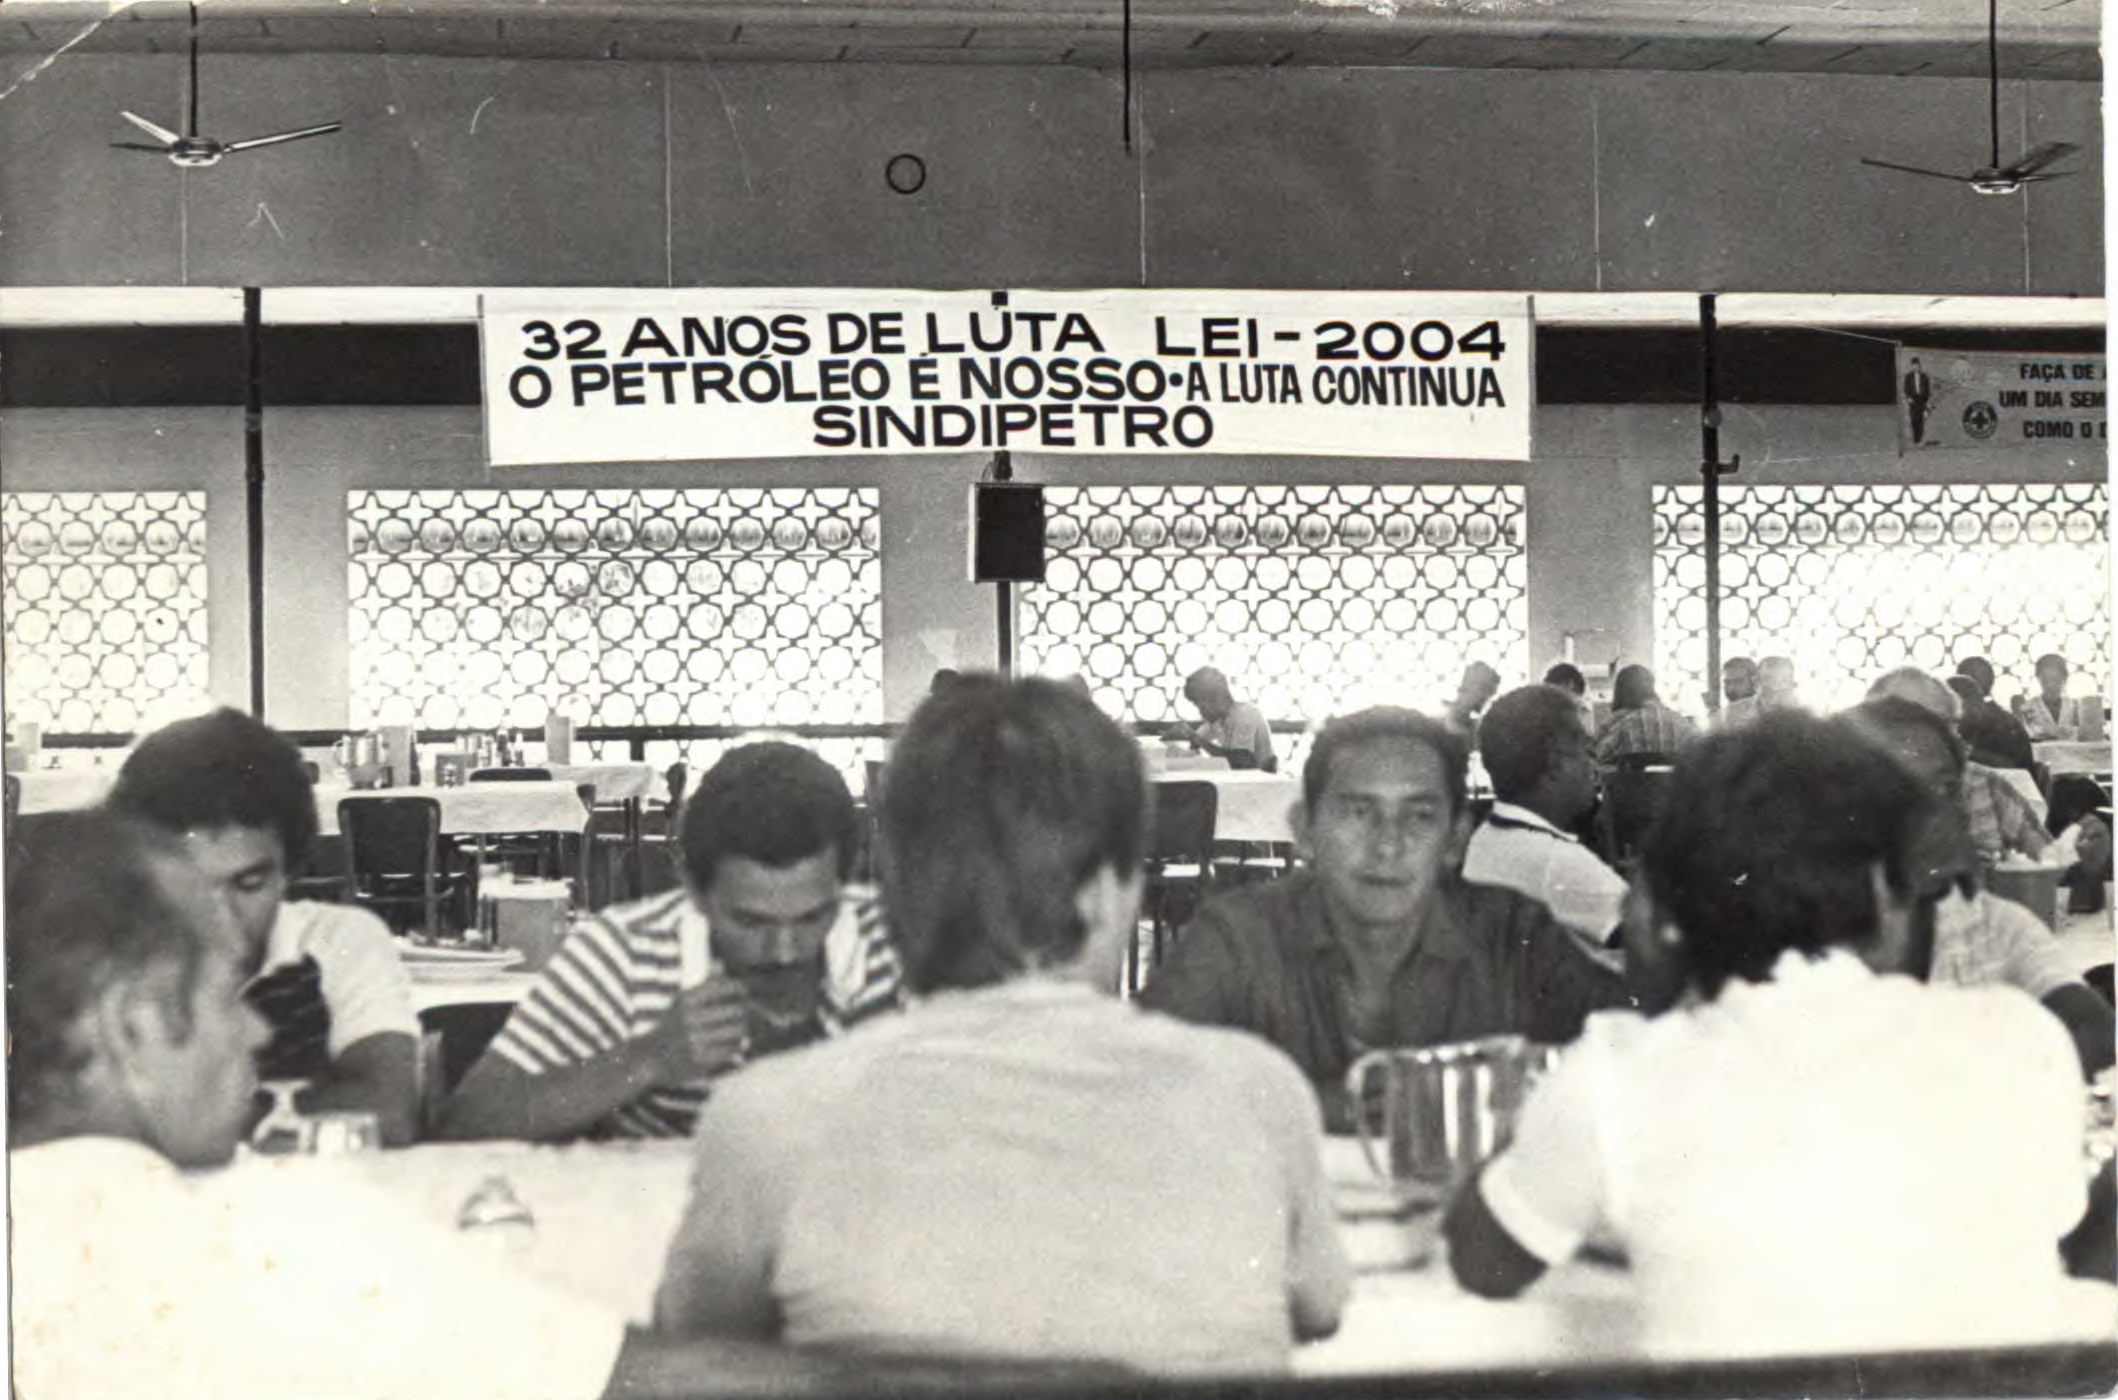 32 ANOS DE LUTA LEI-2004
O PETRÓLEO É NOSSO•A LUTA CONTINUA
SINDIPETRO
FAÇA DE
UM DIA SEM
COMO O